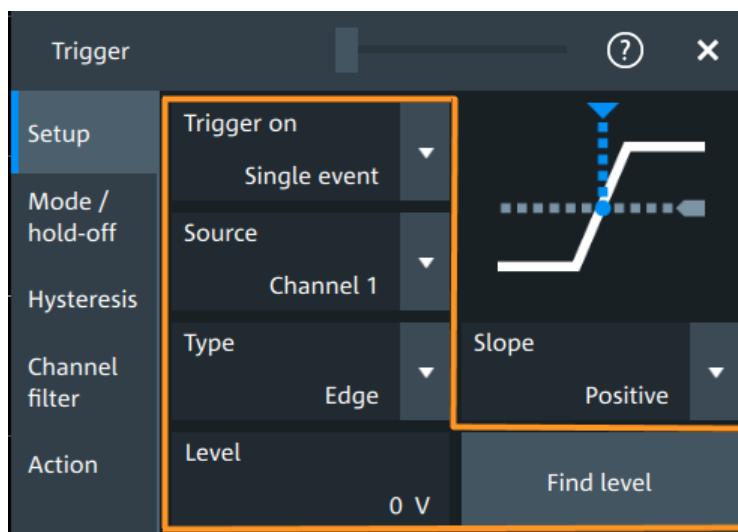 Trigger
?
Setup
Mode /
hold-off
Hysteresis
Channel
filter
Action
Trigger on
Single event
Source
Channel 1
Type
Edge
Slope
Positive
Level
0 V
Find level